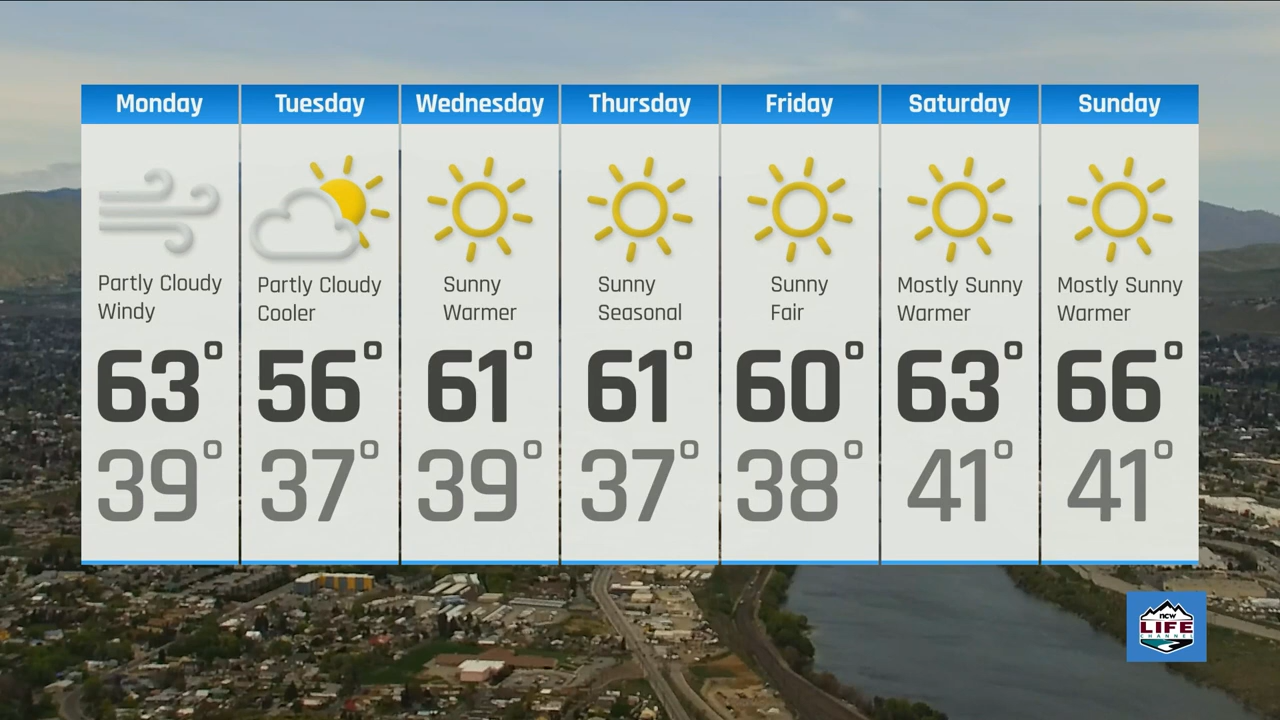 Monday
Partly Cloudy
Windy
63°
39°
Tuesday
Partly Cloudy
Cooler
56°
37°
Wednesday
Sunny
Warmer
61°
39°
Thursday
Sunny
Seasonal
61°
37°
Friday
Sunny
Fair
60°
38°
Saturday
Mostly Sunny
Warmer
63°
41°
Sunday
Mostly Sunny
Warmer
66°
41°
ncw
LIFE
CHANNEL